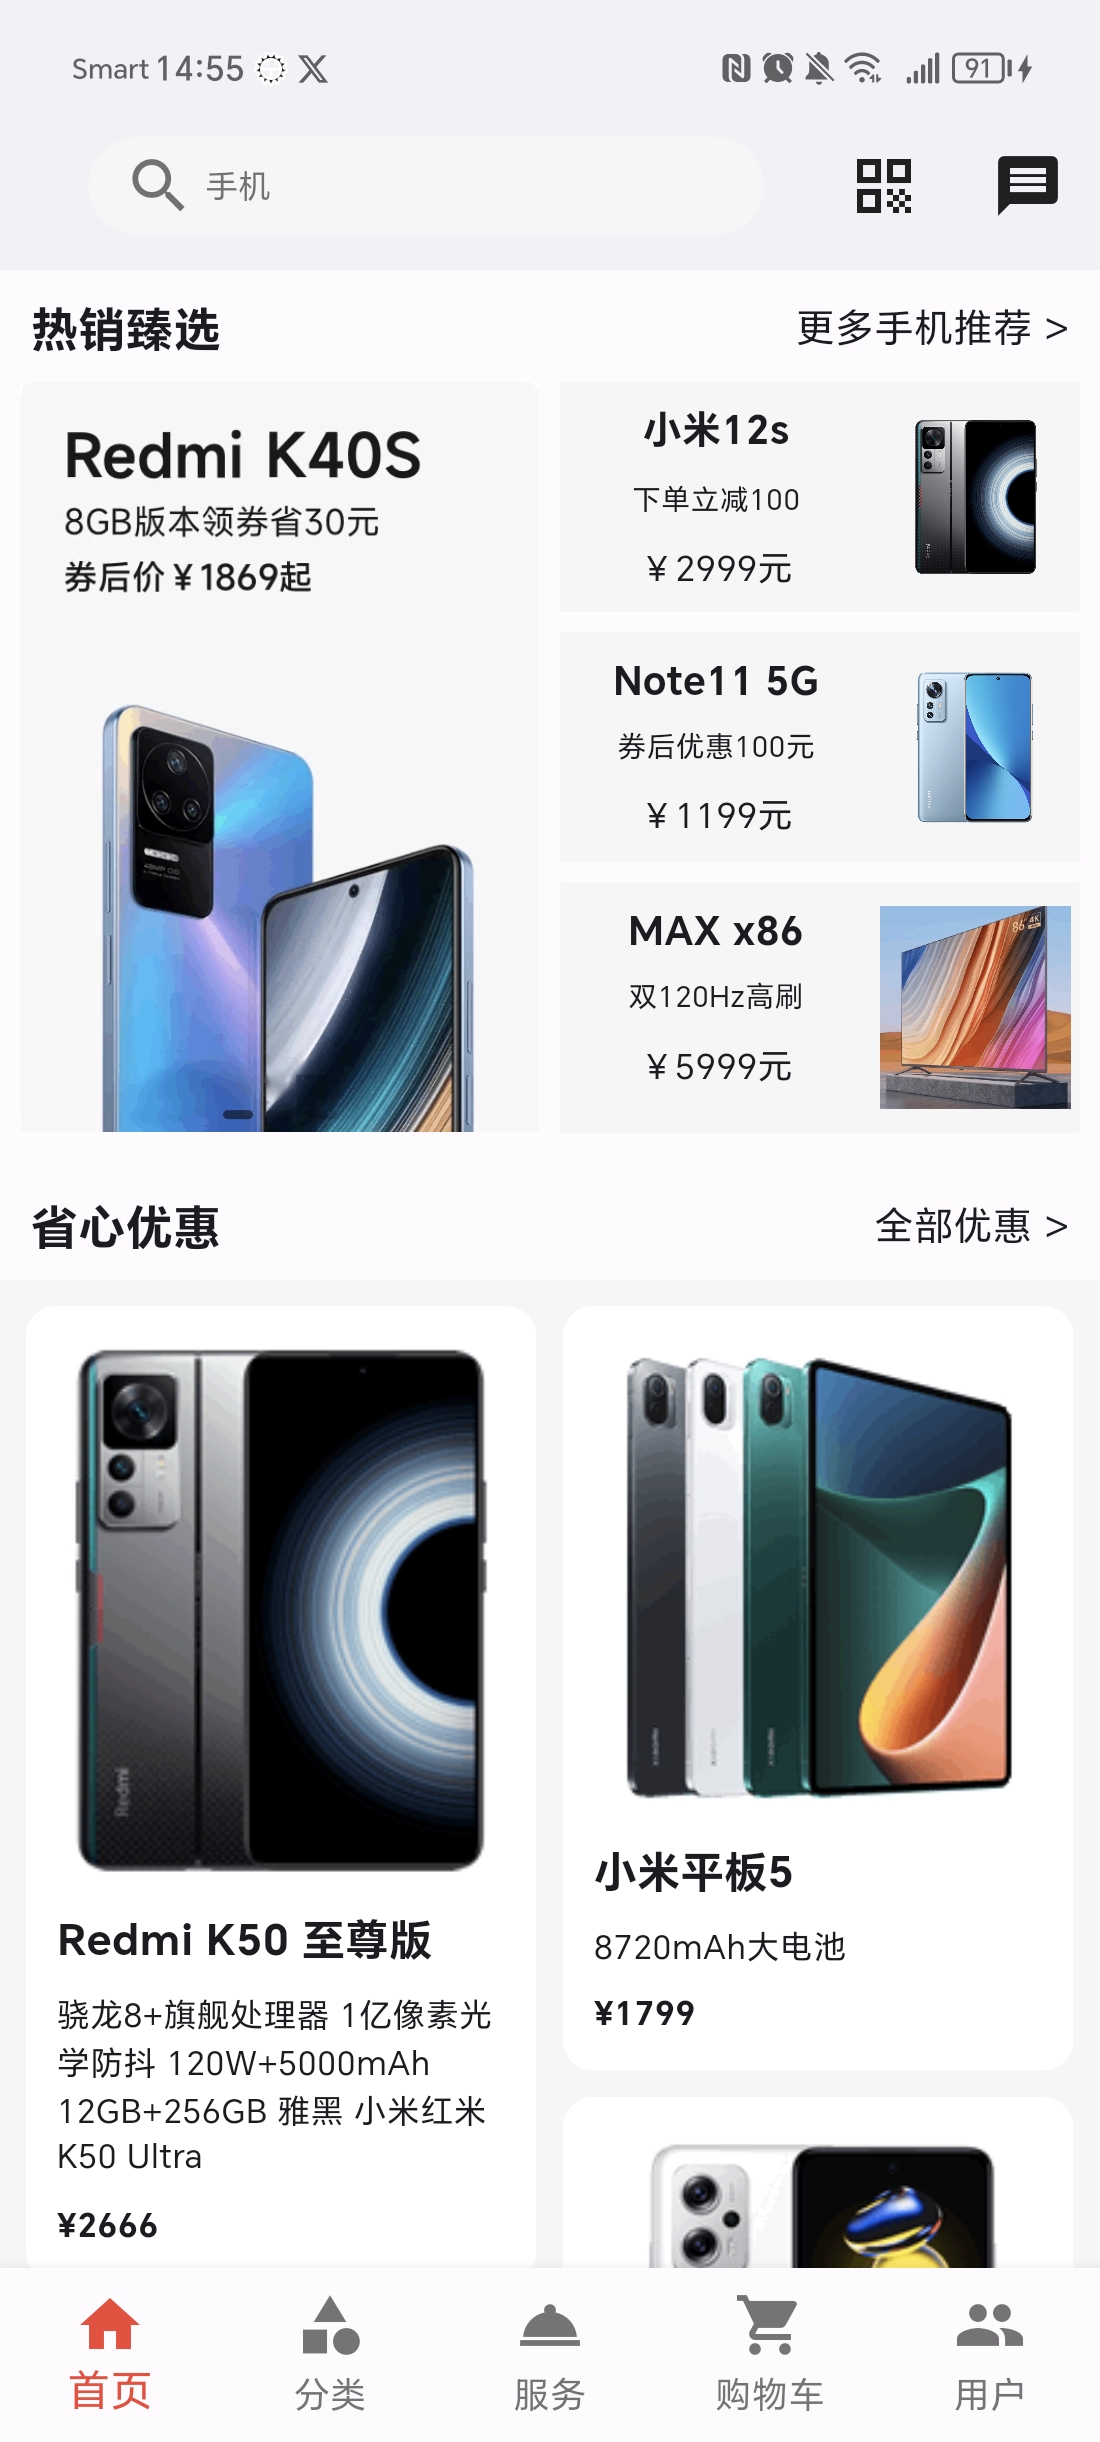 Smart 14:55
91
手机
热销臻选
更多手机推荐 >
Redmi K40S
8GB版本领券省30元
券后价￥1869起
小米12s
下单立减100
￥2999元
Note11 5G
券后优惠100元
￥1199元
MAX x86
双120Hz高刷
￥5999元
86" 4K
省心优惠
全部优惠 >
Redmi
Redmi K50 至尊版
骁龙8+旗舰处理器 1亿像素光
学防抖 120W+5000mAh
12GB+256GB 雅黑 小米红米
K50 Ultra
¥2666
小米平板5
8720mAh大电池
¥1799
首页
分类
服务
购物车
用户